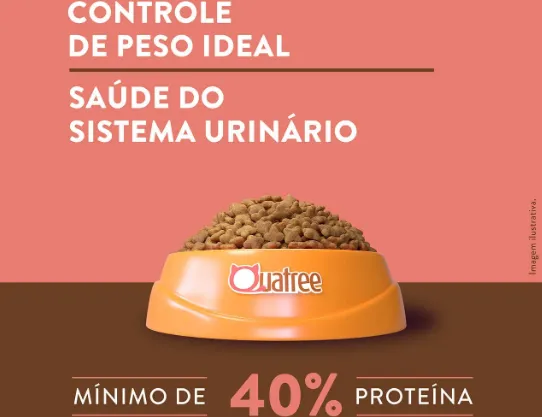 CONTROLE
DE PESO IDEAL
SAÚDE DO
SISTEMA URINÁRIO
Imagem ilustrativa.
Quatree
MÍNIMO DE 40% PROTEÍNA